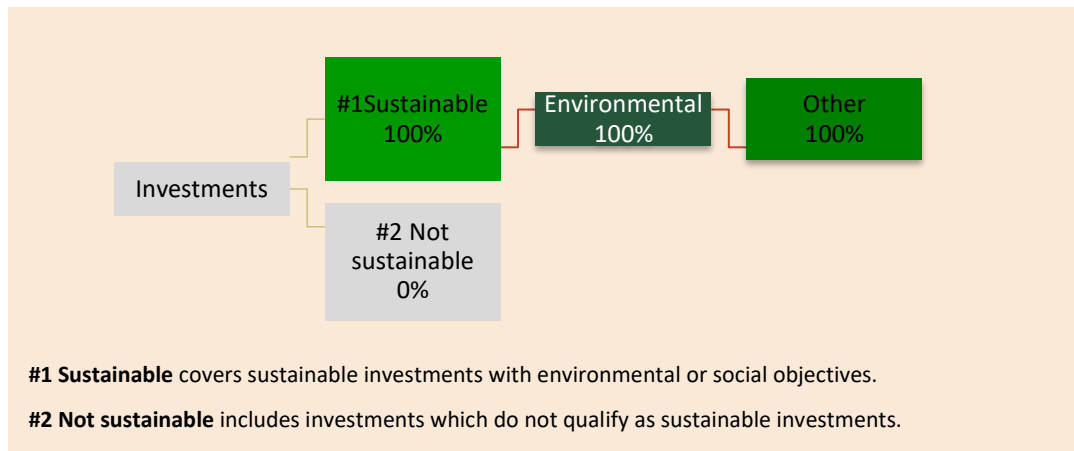 #1Sustainable
100%
Environmental
100%
Other
100%
Investments
#2 Not
sustainable
0%
#1 Sustainable covers sustainable investments with environmental or social objectives.
#2 Not sustainable includes investments which do not qualify as sustainable investments.